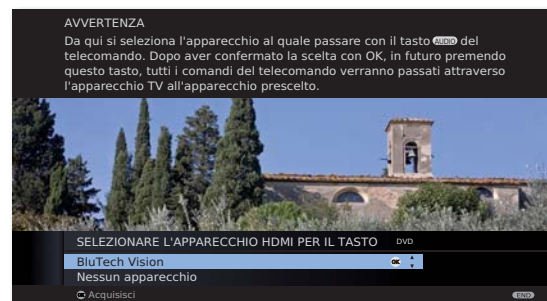 AVVERTENZA
Da qui si seleziona l'apparecchio al quale passare con il tasto AUDIO del
telecomando. Dopo aver confermato la scelta con OK, in futuro premendo
questo tasto, tutti i comandi del telecomando verranno passati attraverso
l'apparecchio TV all'apparecchio prescelto.
SELEZIONARE L'APPARECCHIO HDMI PER IL TASTO DVD
BluTech Vision OK
Nessun apparecchio
OK Acquisisci END